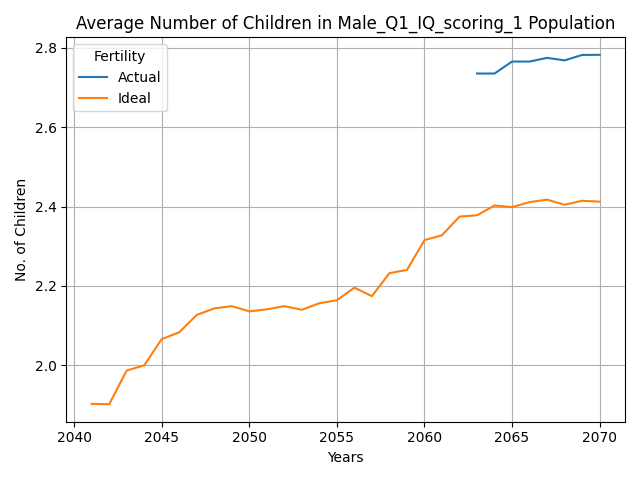 Average Number of Children in Male_Q1_IQ_scoring_1 Population
Fertility
Actual
Ideal
No. of Children
2.8
2.6
2.4
2.2
2.0
2040 2045 2050 2055 2060 2065 2070
Years